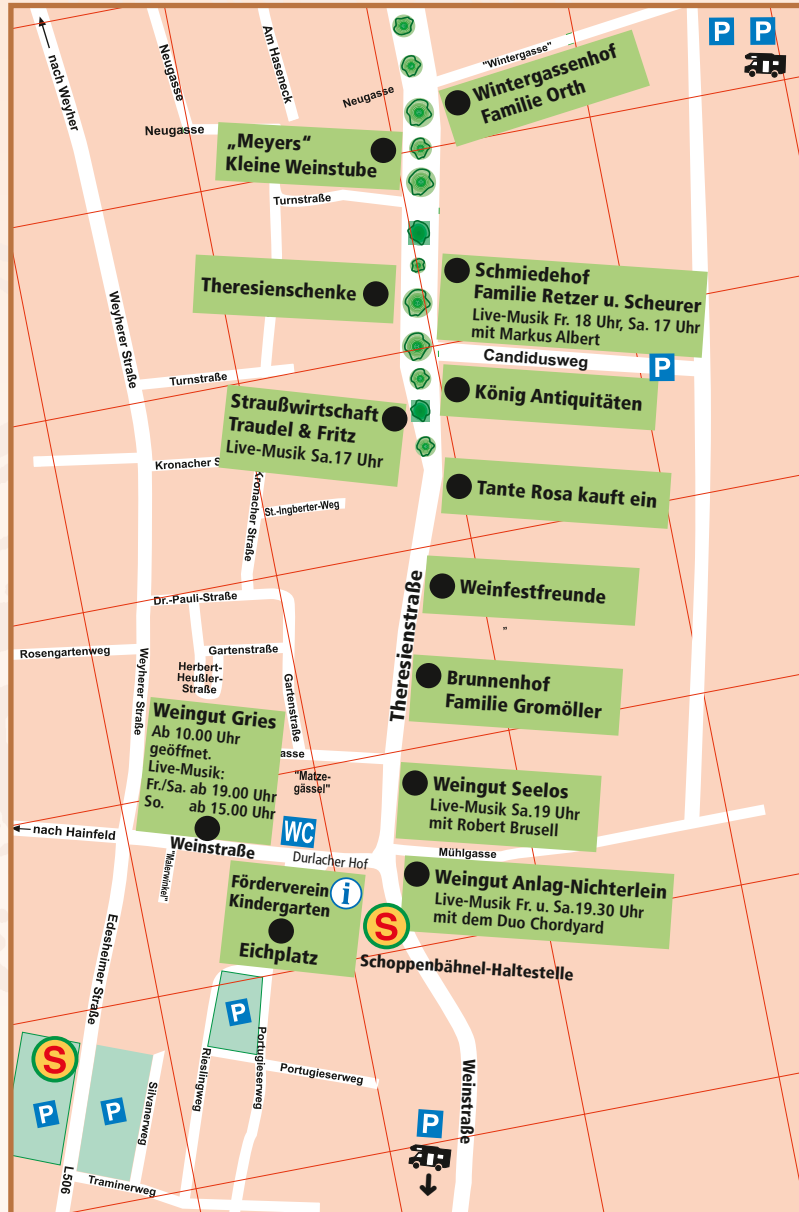 P P
nach Weyher
Neugasse
Am Haseneck
Neugasse
"Wintergasse"
Wintergassenhof
Familie Orth
Neugasse
„Meyers“
Kleine Weinstube
Turnstraße
Theresienschenke
Schmiedehof
Familie Retzer u. Scheurer
Live-Musik Fr. 18 Uhr, Sa. 17 Uhr
mit Markus Albert
Weyherer Straße
Candidusweg
P
Turnstraße
König Antiquitäten
Straußwirtschaft
Traudel & Fritz
Live-Musik Sa.17 Uhr
Kronacher S
Kronacher Straße
St.-Ingberter-Weg
Tante Rosa kauft ein
Theresienstraße
Dr.-Pauli-Straße
Weinfestfreunde
"
Rosengartenweg
Weyherer Straße
Gartenstraße
Herbert-
Heußler-
Straße
Gartenstraße
Brunnenhof
Familie Gromöller
Weingut Gries
Ab 10.00 Uhr
geöffnet.
Live-Musik:
Fr./Sa. ab 19.00 Uhr
So. ab 15.00 Uhr
asse
"Matze-
gässel"
Weingut Seelos
Live-Musik Sa.19 Uhr
mit Robert Brusell
nach Hainfeld
Weinstraße
WC
Durlacher Hof
Mühlgasse
"Malerwinkel"
Förderverein
Kindergarten
i
Eichplatz
S
Weingut Anlag-Nichterlein
Live-Musik Fr. u. Sa.19.30 Uhr
mit dem Duo Chordyard
Schoppenbähnel-Haltestelle
Edesheimer Straße
P
Rieslingweg
Portugieserweg
Portugieserweg
S
P
P
Silvanerweg
Weinstraße
P
L506
Traminerweg